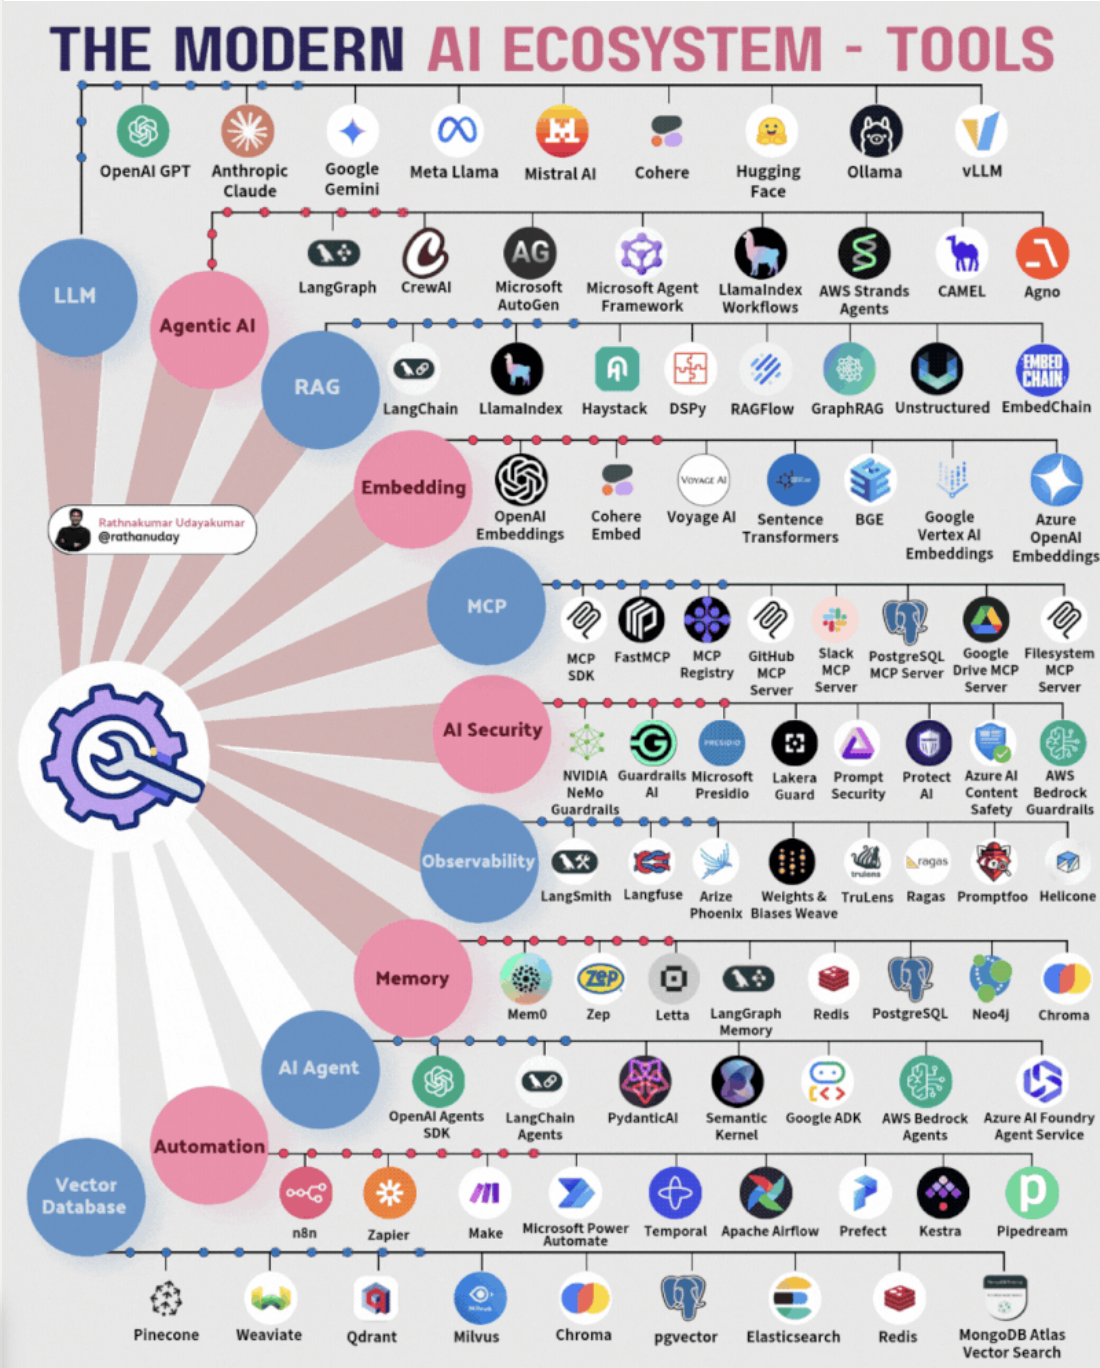 THE MODERN AI ECOSYSTEM - TOOLS
OpenAI GPT
Anthropic
Claude
Google
Gemini
Meta Llama
Mistral AI
Cohere
Hugging
Face
Ollama
vLLM
LLM
Agentic AI
LangGraph
CrewAI
AG
Microsoft
AutoGen
Microsoft Agent
Framework
LlamaIndex
Workflows
AWS Strands
Agents
CAMEL
Agno
RAG
LangChain
LlamaIndex
Haystack
DSPy
RAGFlow
GraphRAG
Unstructured
EMBED
CHAIN
EmbedChain
Embedding
OpenAI
Embeddings
Cohere
Embed
VOYAGE AI
Voyage AI
Sentence
Transformers
BGE
Google
Vertex AI
Embeddings
Azure
OpenAI
Embeddings
Rathnakumar Udayakumar
@rathanuday
MCP
MCP
SDK
FastMCP
MCP
Registry
GitHub
MCP
Server
Slack
MCP
Server
PostgreSQL
MCP Server
Google
Drive MCP
Server
Filesystem
MCP
Server
AI Security
NVIDIA
NeMo
Guardrails
Guardrails
AI
PRESIDIO
Microsoft
Presidio
Lakera
Guard
Prompt
Security
Protect
AI
Azure AI
Content
Safety
AWS
Bedrock
Guardrails
Observability
LangSmith
Langfuse
Arize
Phoenix
Weights &
Biases Weave
trulens
TruLens
ragas
Ragas
Promptfoo
Helicone
Memory
Mem0
zep
Zep
Letta
LangGraph
Memory
Redis
PostgreSQL
Neo4j
Chroma
AI Agent
OpenAI Agents
SDK
LangChain
Agents
PydanticAI
Semantic
Kernel
Google ADK
AWS Bedrock
Agents
Azure AI Foundry
Agent Service
Automation
n8n
Zapier
Make
Microsoft Power
Automate
Temporal
Apache Airflow
Prefect
Kestra
Pipedream
Vector
Database
Pinecone
Weaviate
Qdrant
Milvus
Chroma
pgvector
Elasticsearch
Redis
MongoDB Atlas
Vector Search